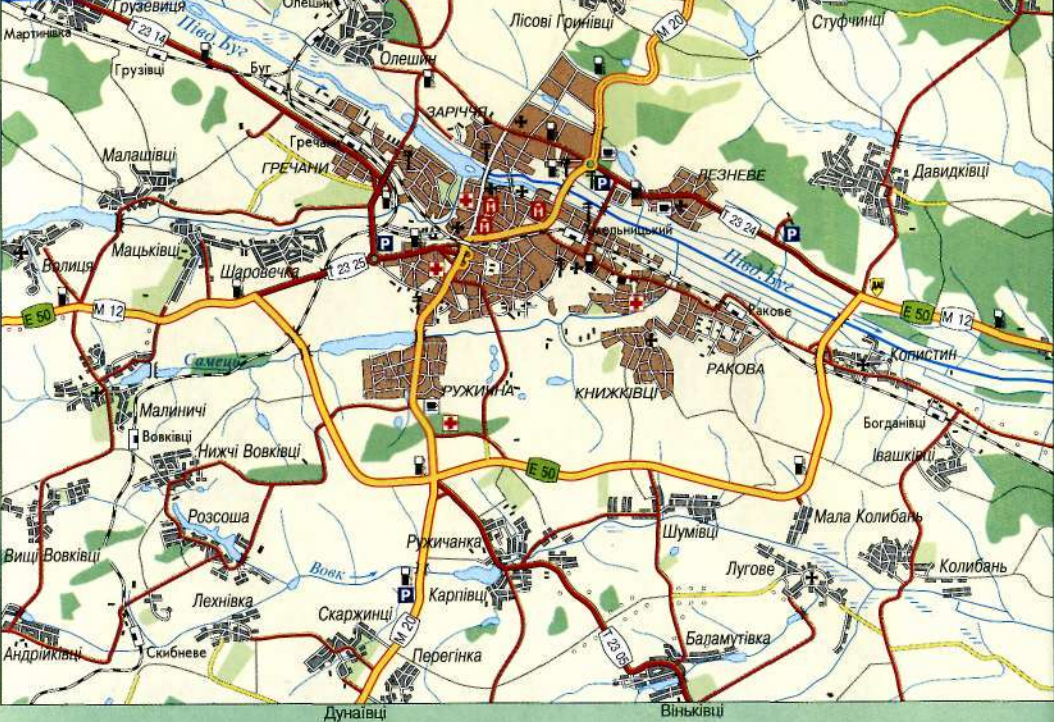 Грузевиця
Олешин
Лісові Гринівці
М 20
Стуфчинці
Мартинівка
Т 23 14
Півд. Буг
Грузівці
Буг
Олешин
ЗАРІЧЧЯ
Малашівці
ГРЕЧАНИ
ЛЕЗНЕВЕ
Давидківці
P
Т 23 24
Мацьківці
Шаровечка
P
P
Волиця
Т 23 25
Півд. Буг
Е 50
М 12
Ракове
Е 50
М 12
Самець
Копистин
РУЖИЧНА
КНИЖКІВЦІ
РАКОВА
Малиничі
Вовківці
Нижчі Вовківці
Богданівці
Івашківці
Е 50
Розсоша
Мала Колибань
Ружичанка
Шумівці
Вищі Вовківці
Вовк
Лугове
Колибань
Лехнівка
P
Карпівці
Скаржинці
М 20
Т 23 05
Баламутівка
Андрійківці
Скибневе
Перегінка
Дунаївці
Віньківці